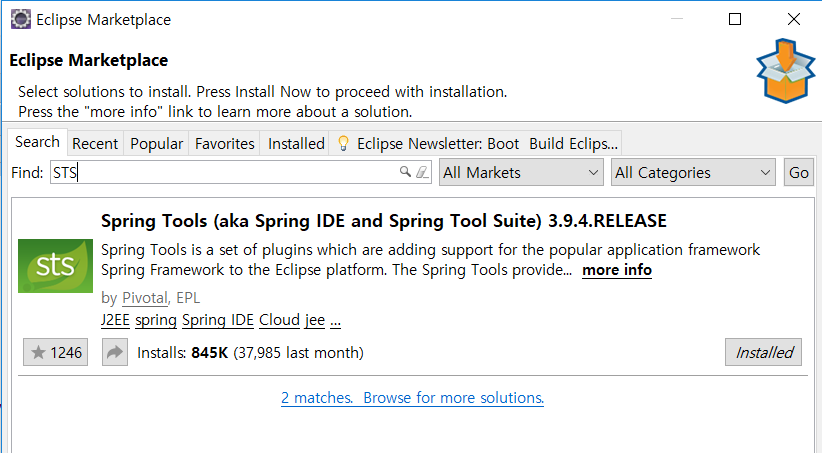 Eclipse Marketplace
Eclipse Marketplace
Select solutions to install. Press Install Now to proceed with installation.
Press the "more info" link to learn more about a solution.
Search Recent Popular Favorites Installed Eclipse Newsletter: Boot Build Eclips...
Find: STS All Markets All Categories Go
Spring Tools (aka Spring IDE and Spring Tool Suite) 3.9.4.RELEASE
sts
Spring Tools is a set of plugins which are adding support for the popular application framework
Spring Framework to the Eclipse platform. The Spring Tools provide... more info
by Pivotal, EPL
J2EE spring Spring IDE Cloud jee ...
1246 Installs: 845K (37,985 last month) Installed
2 matches. Browse for more solutions.